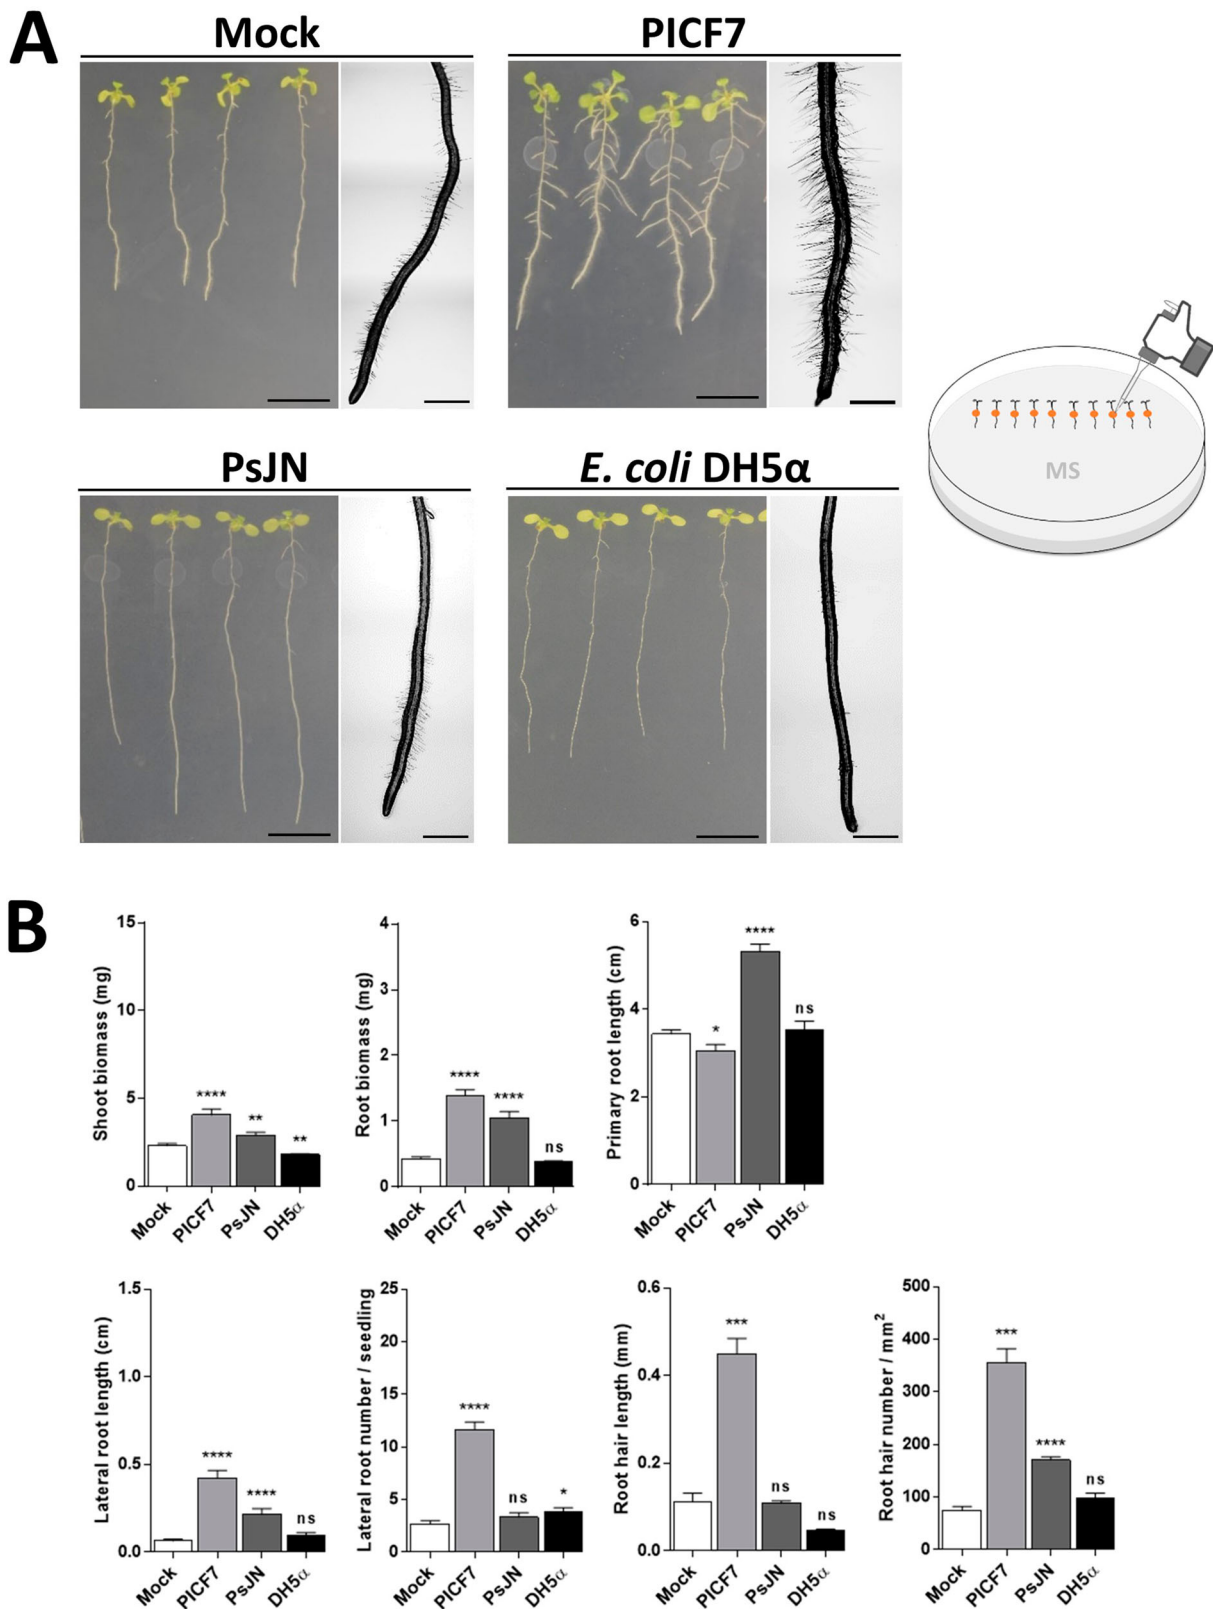 A
Mock
PICF7
MS
PsJN
E. coli DH5α
B
Shoot biomass (mg)
15
10
5
0
**** ** **
Mock PICF7 PsJN DH5α
Root biomass (mg)
4
3
2
1
0
**** **** ns
Mock PICF7 PsJN DH5α
Primary root length (cm)
6
4
2
0
* **** ns
Mock PICF7 PsJN DH5α
Lateral root length (cm)
1.5
1.0
0.5
0.0
**** **** ns
Mock PICF7 PsJN DH5α
Lateral root number / seedling
25
20
15
10
5
0
**** ns *
Mock PICF7 PsJN DH5α
Root hair length (mm)
0.6
0.4
0.2
0.0
*** ns ns
Mock PICF7 PsJN DH5α
Root hair number / mm²
500
400
300
200
100
0
*** **** ns
Mock PICF7 PsJN DH5α